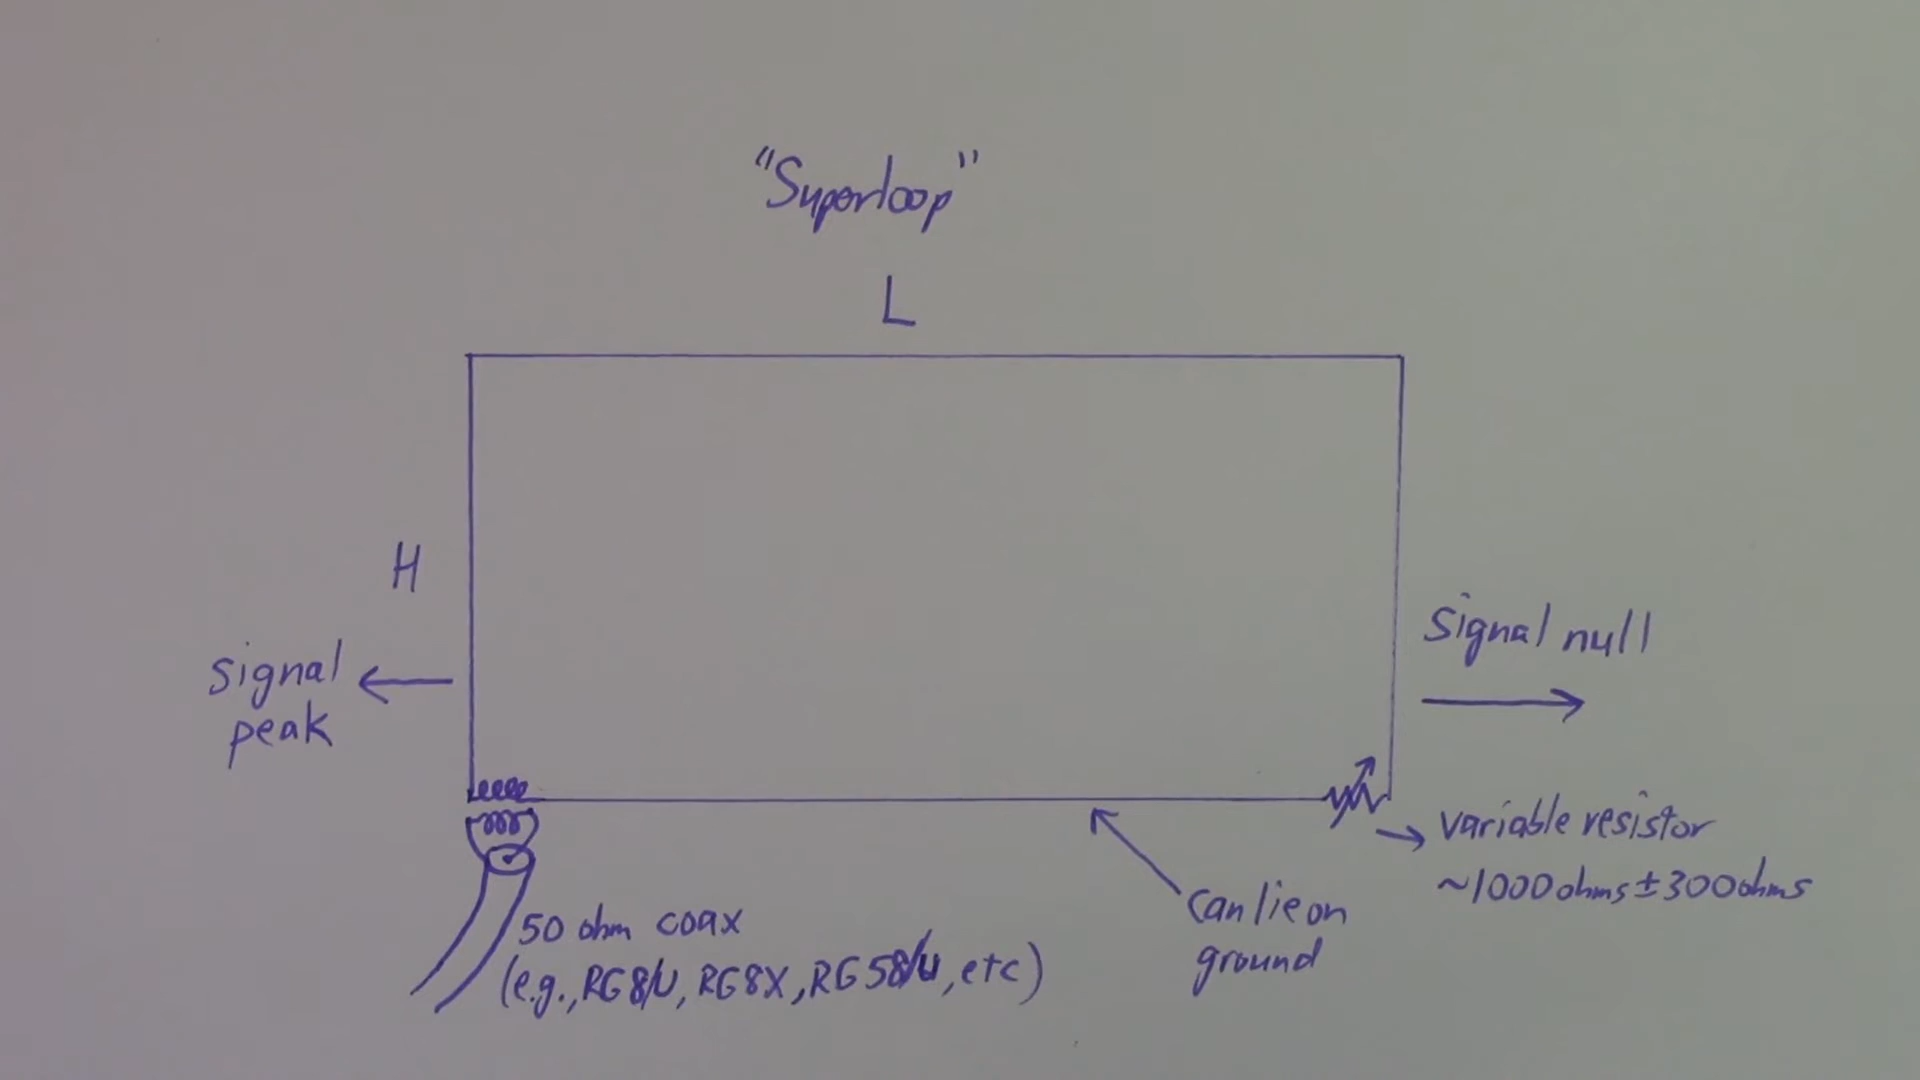 "Superloop"
L
H
signal
peak
signal null
variable resistor
~1000 ohms ± 300 ohms
can lie on
ground
50 ohm coax
(e.g., RG8/U, RG8X, RG58/U, etc)